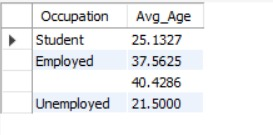 Occupation Avg_Age
Student 25.1327
Employed 37.5625
40.4286
Unemployed 21.5000